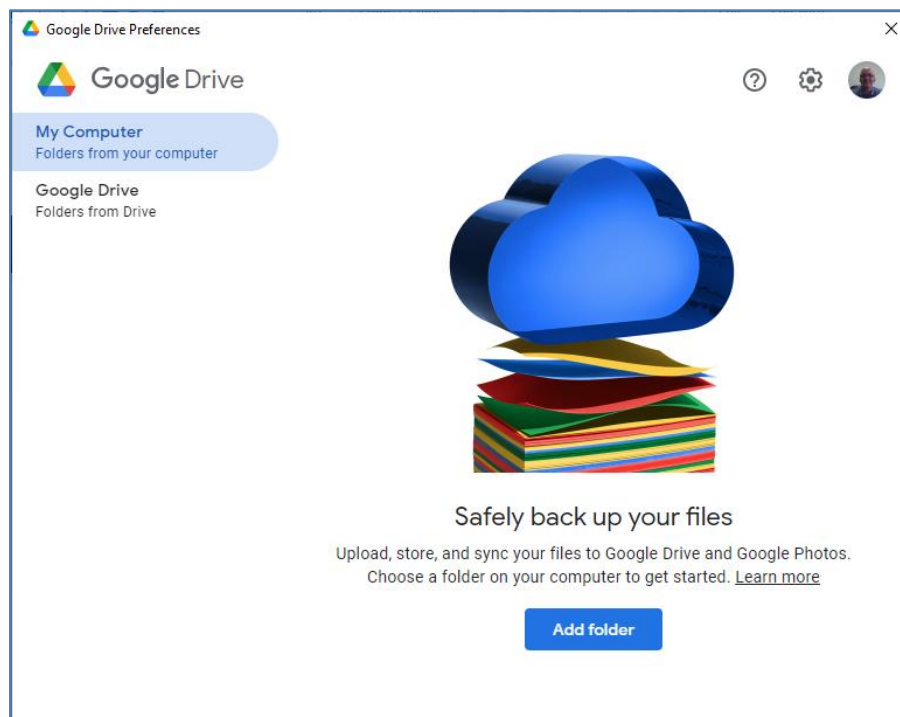 Google Drive Preferences
Google Drive
My Computer
Folders from your computer
Google Drive
Folders from Drive
Safely back up your files
Upload, store, and sync your files to Google Drive and Google Photos.
Choose a folder on your computer to get started. Learn more
Add folder